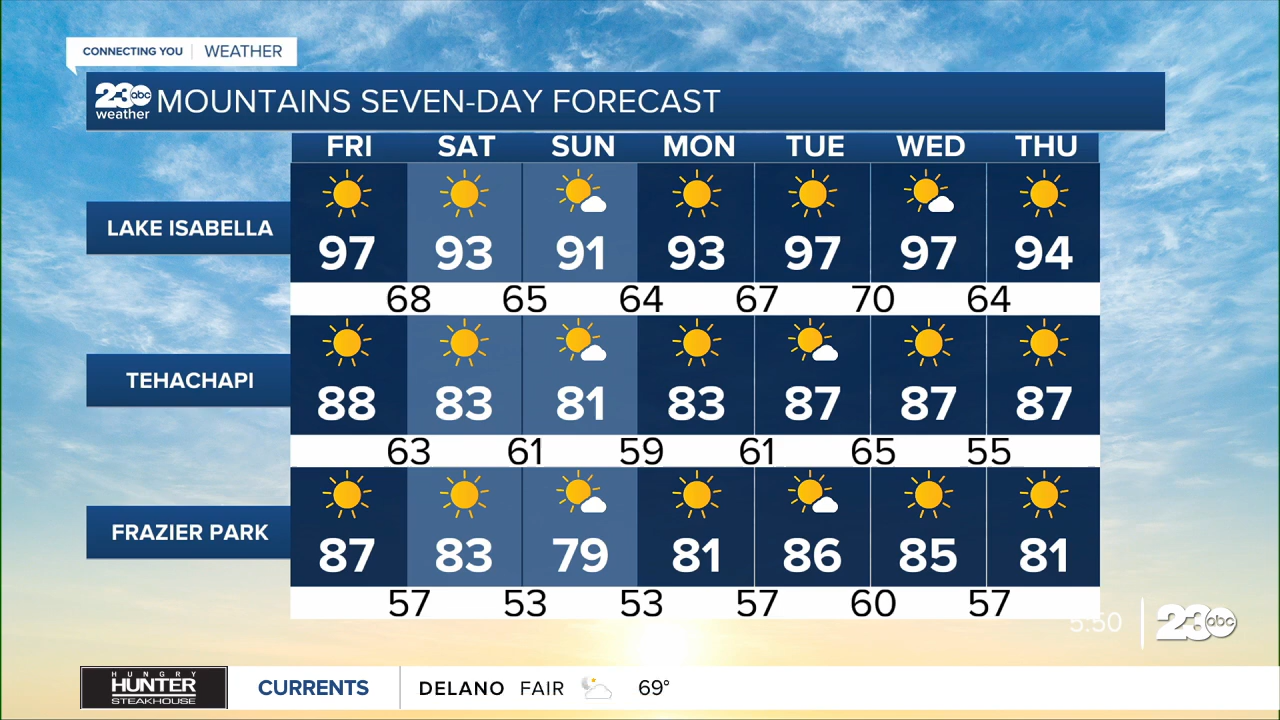 CONNECTING YOU | WEATHER
23 abc
weather
MOUNTAINS SEVEN-DAY FORECAST
FRI SAT SUN MON TUE WED THU
LAKE ISABELLA
97 93 91 93 97 97 94
68 65 64 67 70 64
TEHACHAPI
88 83 81 83 87 87 87
63 61 59 61 65 55
FRAZIER PARK
87 83 79 81 86 85 81
57 53 53 57 60 57
5:50 23 abc
HUNGRY
HUNTER
STEAKHOUSE
CURRENTS DELANO FAIR 69°